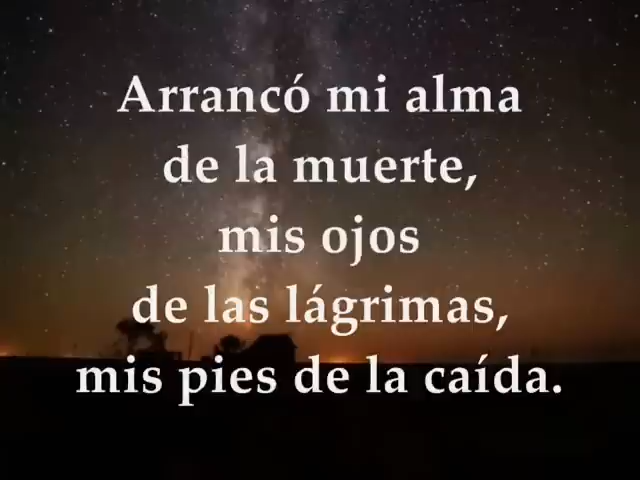 Arrancó mi alma
de la muerte,
mis ojos
de las lágrimas,
mis pies de la caída.